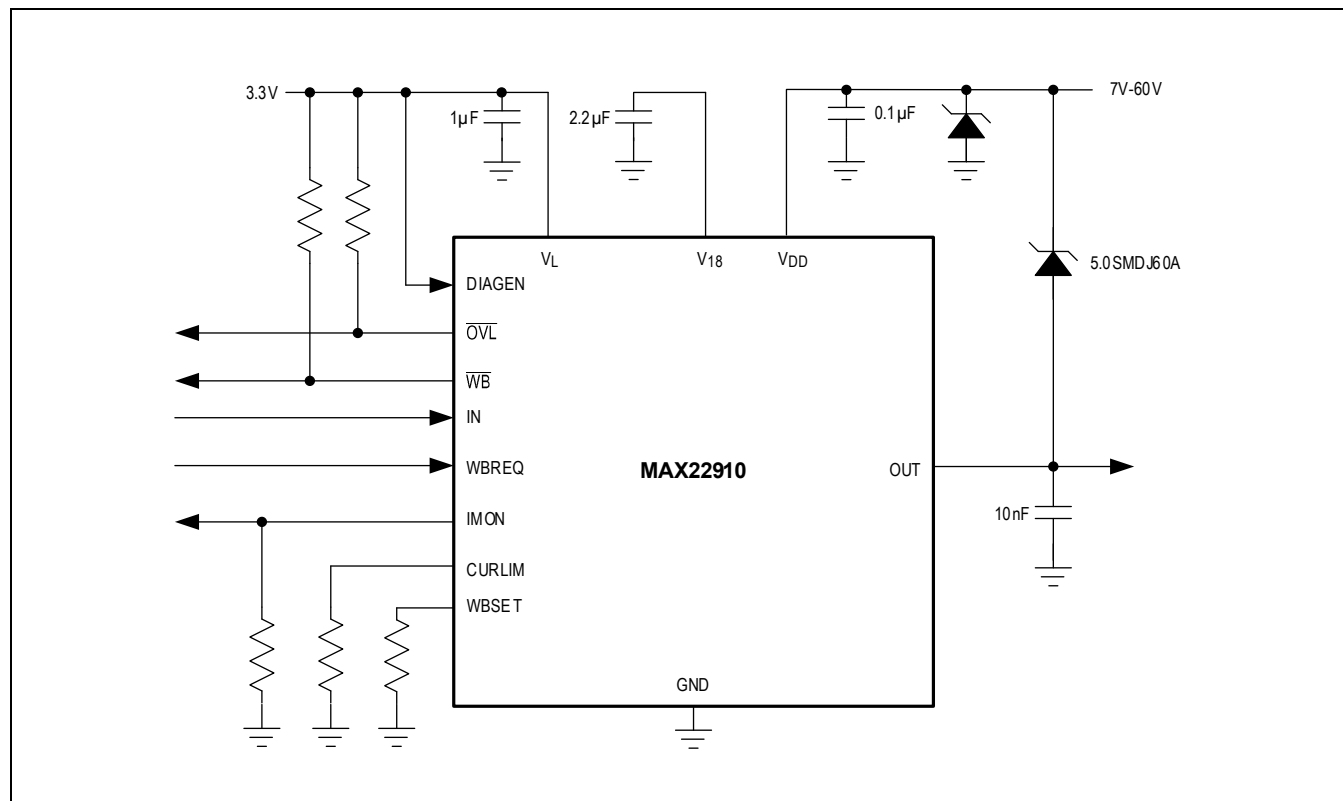 3.3V
1µF
2.2µF
0.1µF
7V-60V
5.0SMDJ60A
VL
V18
VDD
DIAGEN
OVL
WB
IN
WBREQ
IMON
CURLIM
WBSET
MAX22910
OUT
10nF
GND